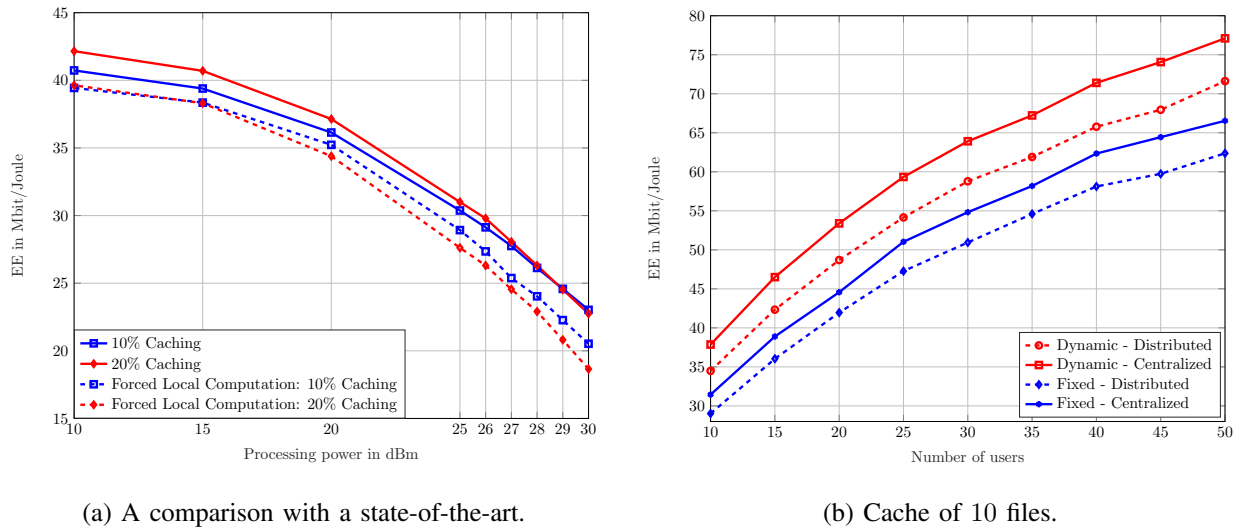 45
40
35
30
25
20
15
10
15
20
25
26
27
28
29
30
EE in Mbit/Joule
Processing power in dBm
10% Caching
20% Caching
Forced Local Computation: 10% Caching
Forced Local Computation: 20% Caching
(a) A comparison with a state-of-the-art.
80
75
70
65
60
55
50
45
40
35
30
10
15
20
25
30
35
40
45
50
EE in Mbit/Joule
Number of users
Dynamic - Distributed
Dynamic - Centralized
Fixed - Distributed
Fixed - Centralized
(b) Cache of 10 files.